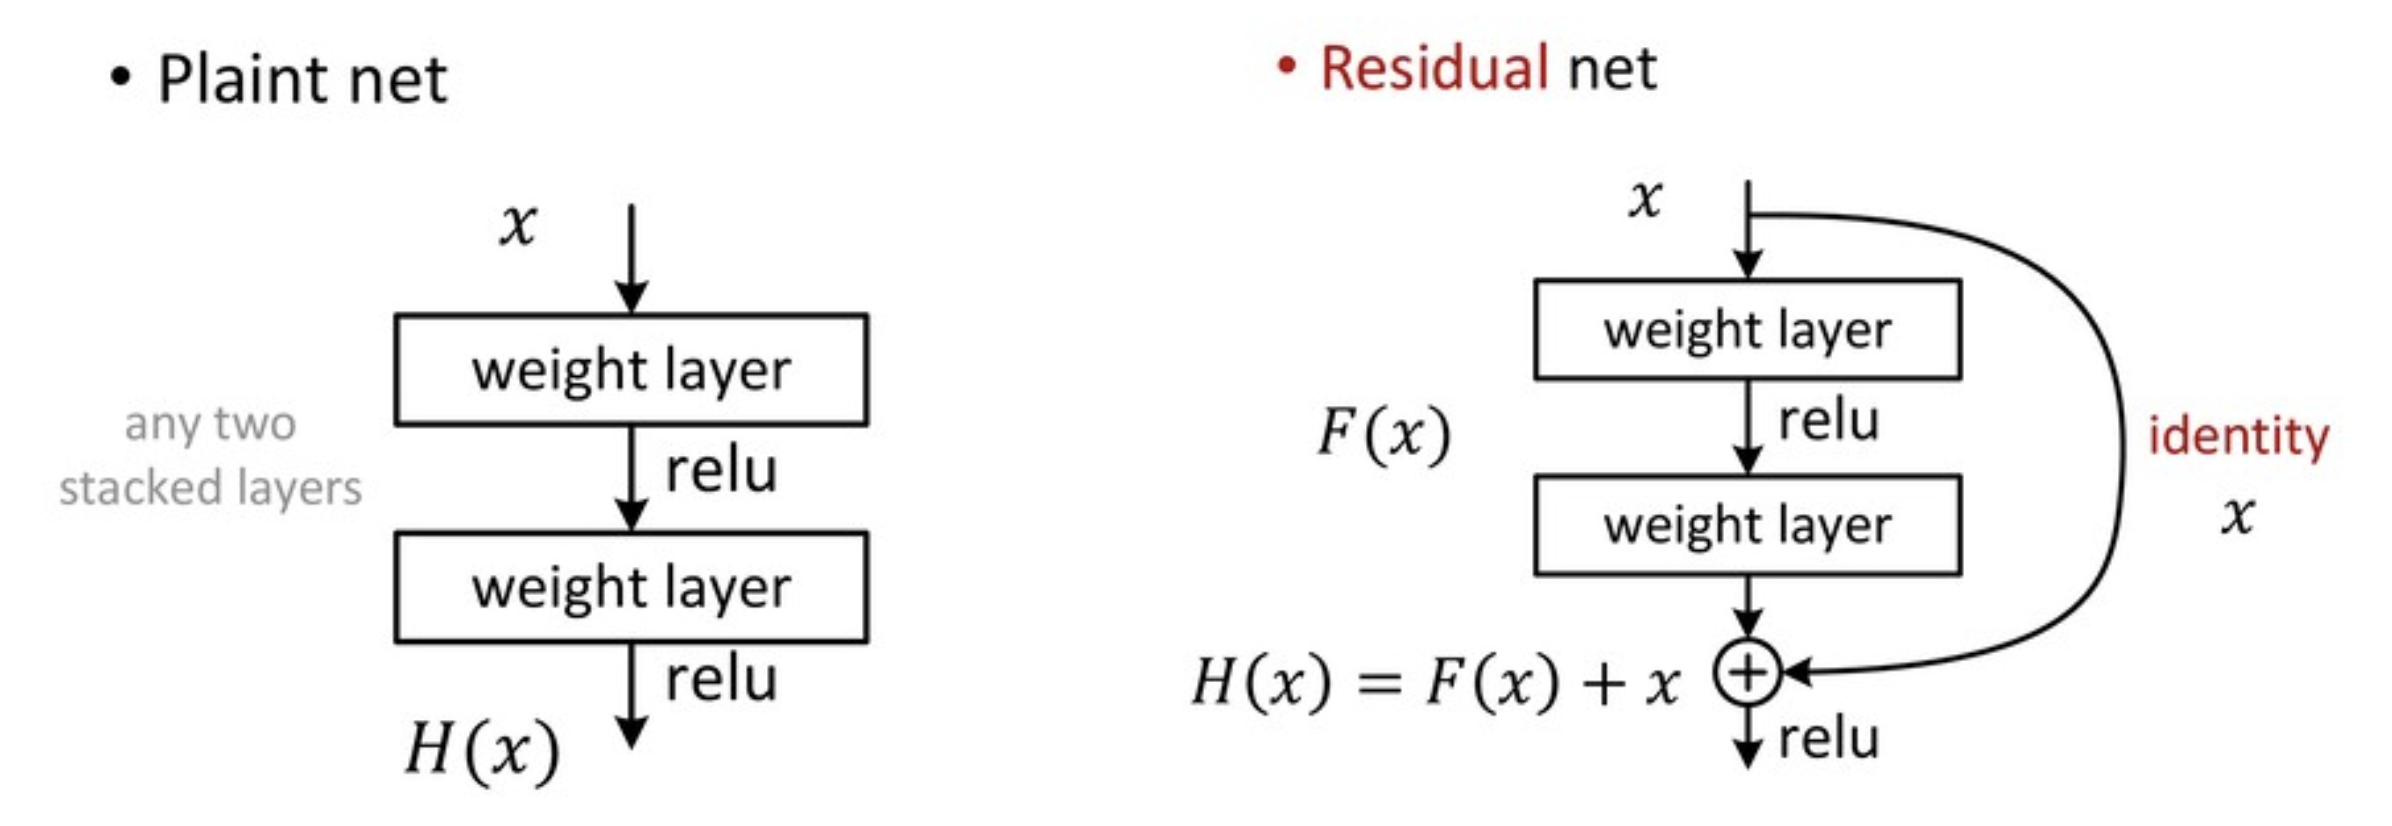 • Plaint net
x
weight layer
relu
any two
stacked layers
weight layer
relu
H(x)
• Residual net
x
weight layer
relu
F(x)
identity
x
weight layer
H(x) = F(x) + x
+
relu